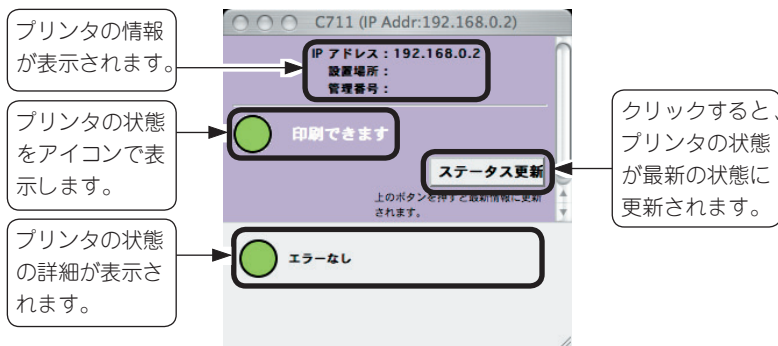 C711 (IP Addr:192.168.0.2)
プリンタの情報
が表示されます。
IP アドレス：192.168.0.2
設置場所：
管理番号：
プリンタの状態
をアイコンで表
示します。
印刷できます
ステータス更新
上のボタンを押すと最新情報に更新
されます。
クリックすると、
プリンタの状態
が最新の状態に
更新されます。
プリンタの状態
の詳細が表示さ
れます。
エラーなし